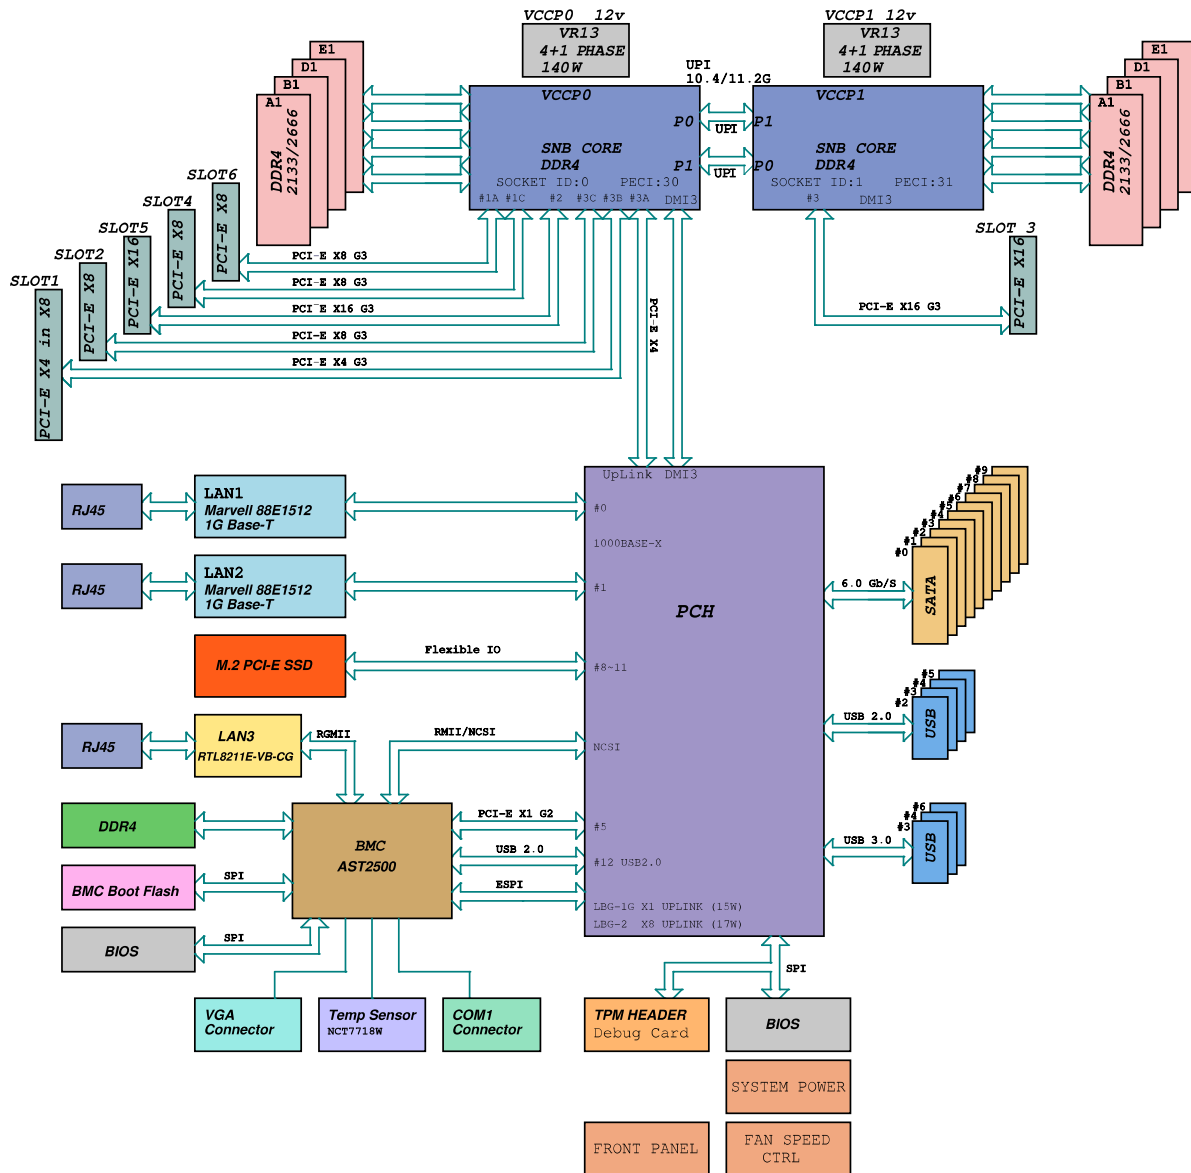 VCCP0 12v
VR13
4+1 PHASE
140W
VCCP1 12v
VR13
4+1 PHASE
140W
UPI
10.4/11.2G
E1
D1
B1
A1
DDR4
2133/2666
VCCP0
P0
SNB CORE
DDR4
P1
SOCKET ID:0 PECI:30
#1A #1C #2 #3C #3B #3A DMI3
UPI
UPI
VCCP1
P1
SNB CORE
DDR4
P0
SOCKET ID:1 PECI:31
#3 DMI3
E1
D1
B1
A1
DDR4
2133/2666
SLOT6
PCI-E X8
SLOT4
PCI-E X8
SLOT5
PCI-E X16
SLOT2
PCI-E X8
SLOT1
PCI-E X4 in X8
SLOT 3
PCI-E X16
PCI-E X8 G3
PCI-E X8 G3
PCI-E X16 G3
PCI-E X8 G3
PCI-E X4 G3
PCI-E X4
PCI-E X16 G3
UpLink DMI3
#0
1000BASE-X
#1
PCH
#8-11
NCSI
#5
#12 USB2.0
LBG-1G X1 UPLINK (15W)
LBG-2 X8 UPLINK (17W)
RJ45
LAN1
Marvell 88E1512
1G Base-T
RJ45
LAN2
Marvell 88E1512
1G Base-T
M.2 PCI-E SSD
Flexible IO
RJ45
LAN3
RTL8211E-VB-CG
RGMII
RMII/NCSI
DDR4
BMC
AST2500
PCI-E X1 G2
USB 2.0
ESPI
BMC Boot Flash
SPI
BIOS
SPI
6.0 Gb/S
#9
#8
#7
#6
#5
#4
#3
#2
#1
#0
SATA
USB 2.0
#5
#4
#3
#2
USB
USB 3.0
#6
#4
#3
USB
SPI
VGA
Connector
Temp Sensor
NCT7718W
COM1
Connector
TPM HEADER
Debug Card
BIOS
SYSTEM POWER
FRONT PANEL
FAN SPEED
CTRL